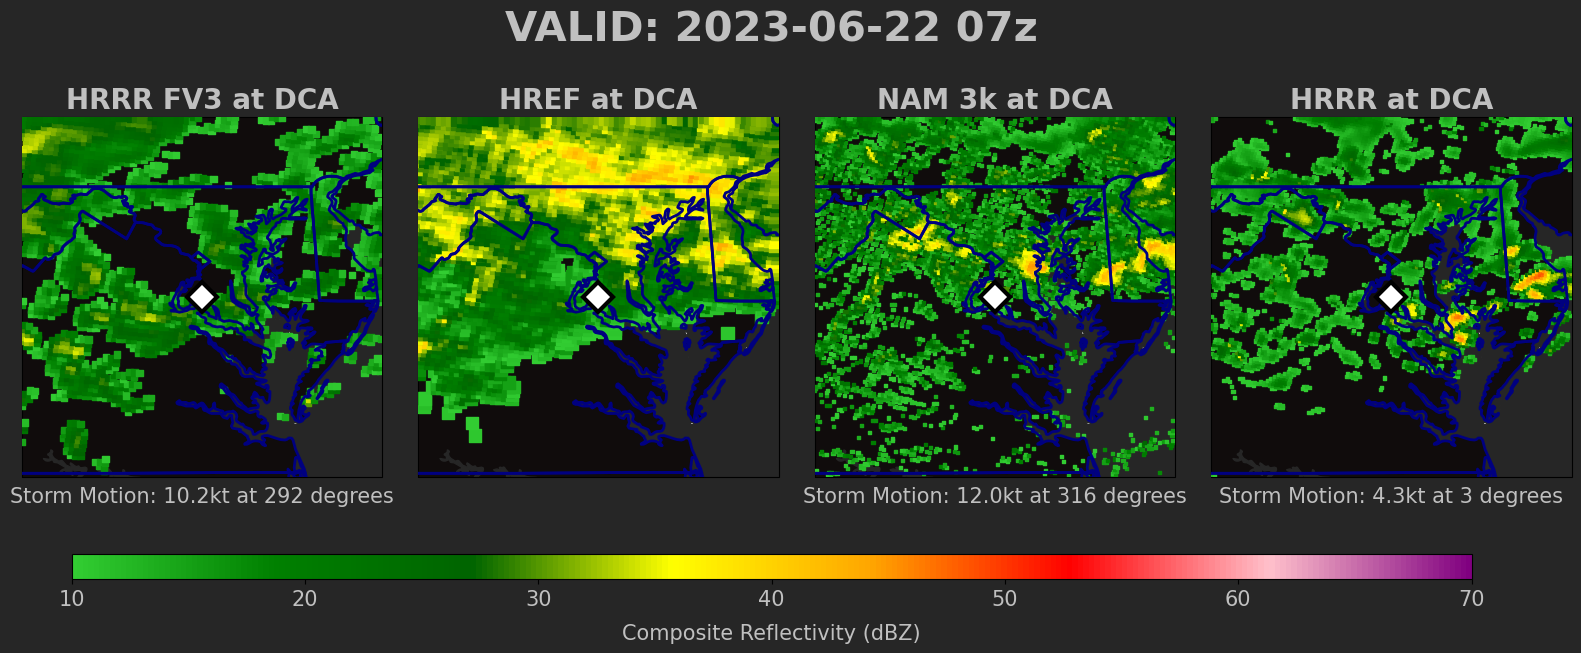 VALID: 2023-06-22 07z
HRRR FV3 at DCA
HREF at DCA
NAM 3k at DCA
HRRR at DCA
Storm Motion: 10.2kt at 292 degrees
Storm Motion: 12.0kt at 316 degrees
Storm Motion: 4.3kt at 3 degrees
10 20 30 40 50 60 70
Composite Reflectivity (dBZ)